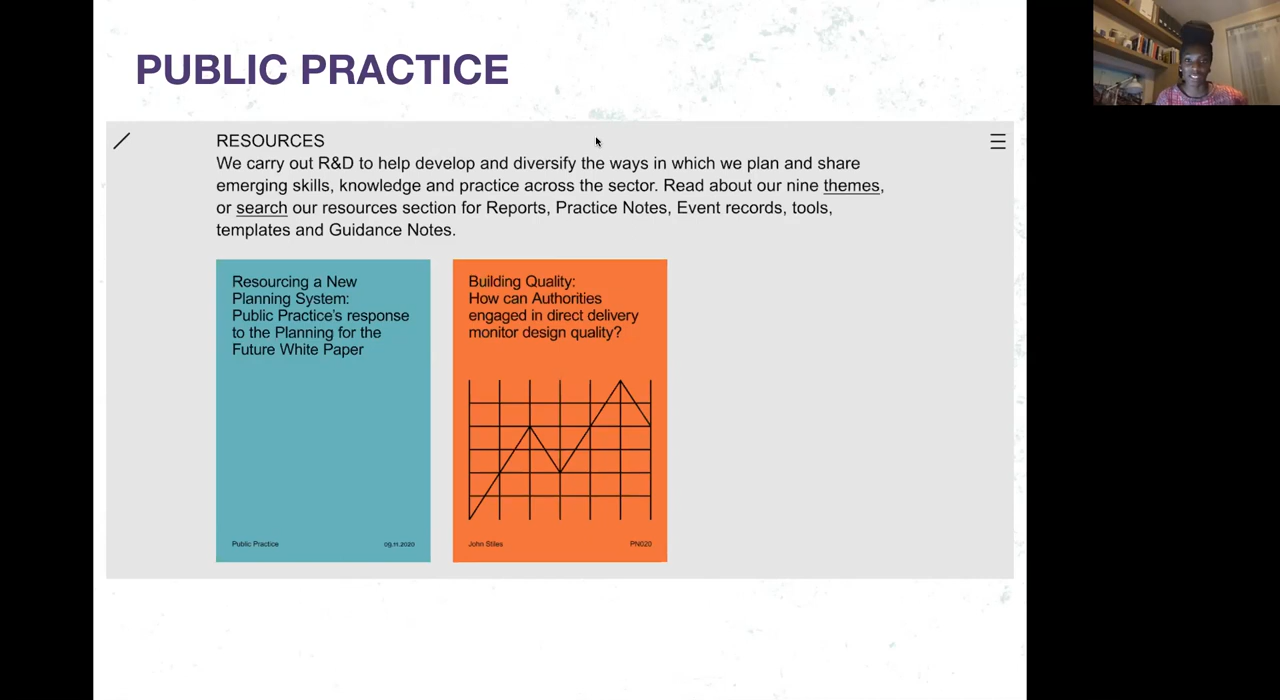 PUBLIC PRACTICE
RESOURCES
We carry out R&D to help develop and diversify the ways in which we plan and share
emerging skills, knowledge and practice across the sector. Read about our nine themes,
or search our resources section for Reports, Practice Notes, Event records, tools,
templates and Guidance Notes.
Resourcing a New
Planning System:
Public Practice's response
to the Planning for the
Future White Paper
Public Practice
09.11.2020
Building Quality:
How can Authorities
engaged in direct delivery
monitor design quality?
John Stiles
PN020